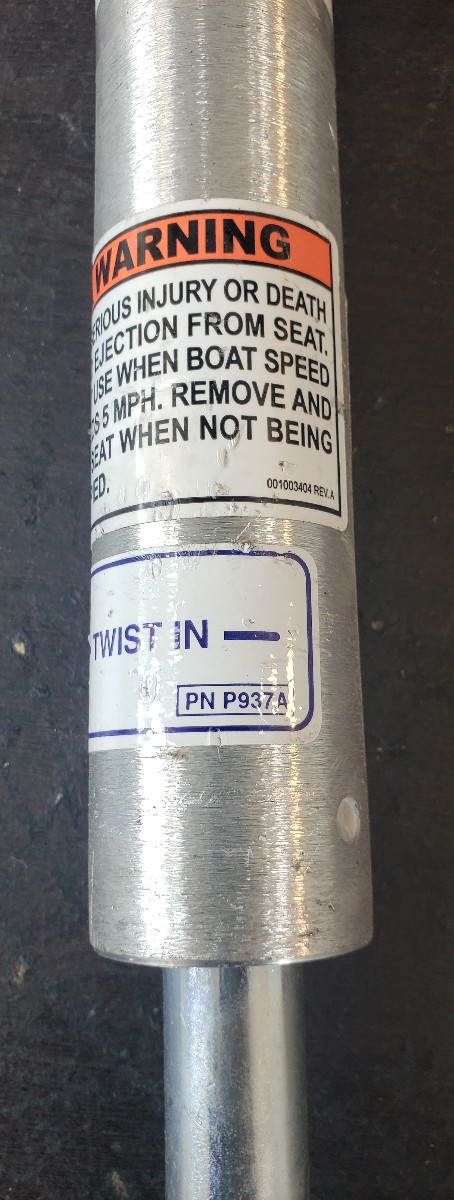 WARNING
RIOUS INJURY OR DEATH
EJECTION FROM SEAT.
USE WHEN BOAT SPEED
S 5 MPH. REMOVE AND
SEAT WHEN NOT BEING
ED.
001003404 REV. A
TWIST IN —
PN P937A